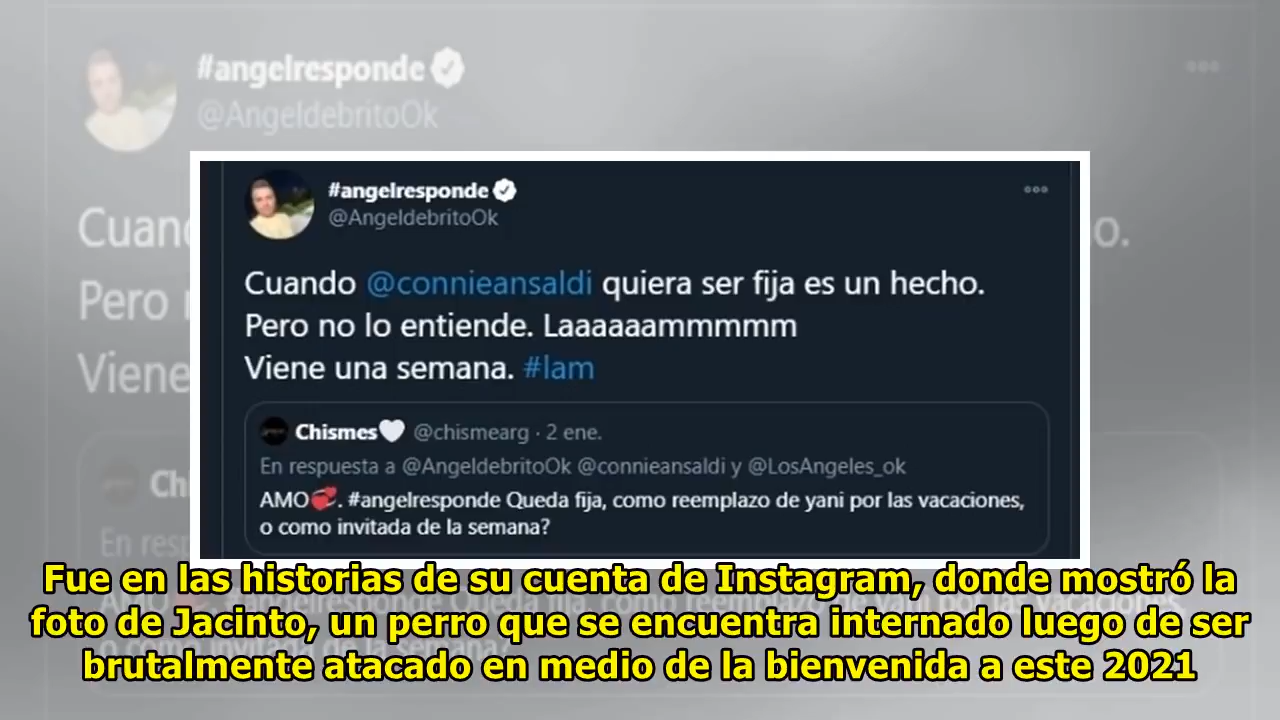 #angelresponde
@AngeldebritoOk
#angelresponde
@AngeldebritoOk
Cuando @connieansaldi quiera ser fija es un hecho.
Pero no lo entiende. Laaaaaammmmm
Viene una semana. #lam
Chismes🤍 @chismearg · 2 ene.
En respuesta a @AngeldebritoOk @connieansaldi y @LosAngeles_ok
AMO💞. #angelresponde Queda fija, como reemplazo de yani por las vacaciones,
o como invitada de la semana?
Fue en las historias de su cuenta de Instagram, donde mostró la
foto de Jacinto, un perro que se encuentra internado luego de ser
brutalmente atacado en medio de la bienvenida a este 2021